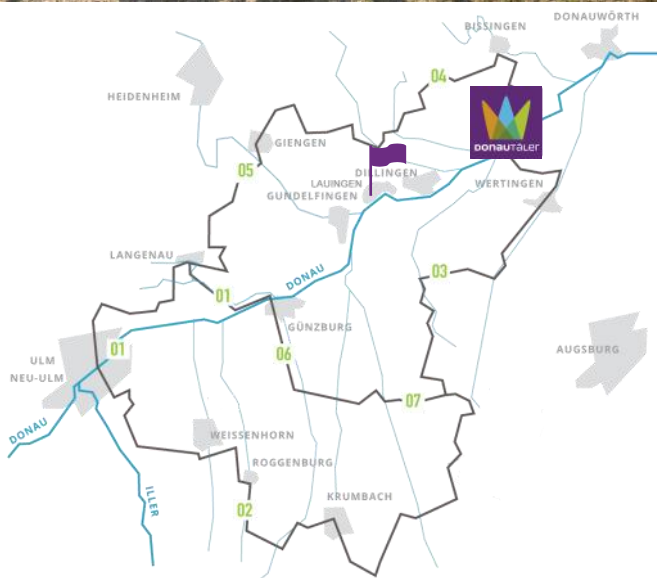 DONAUWÖRTH
BISSINGEN
04
HEIDENHEIM
DONAUTÄLER
GIENGEN
05
DILLINGEN
LAUINGEN
GUNDELFINGEN
WERTINGEN
LANGENAU
DONAU
03
01
GÜNZBURG
01
06
AUGSBURG
ULM
NEU-ULM
07
DONAU
WEISSENHORN
ROGGENBURG
ILLER
KRUMBACH
02